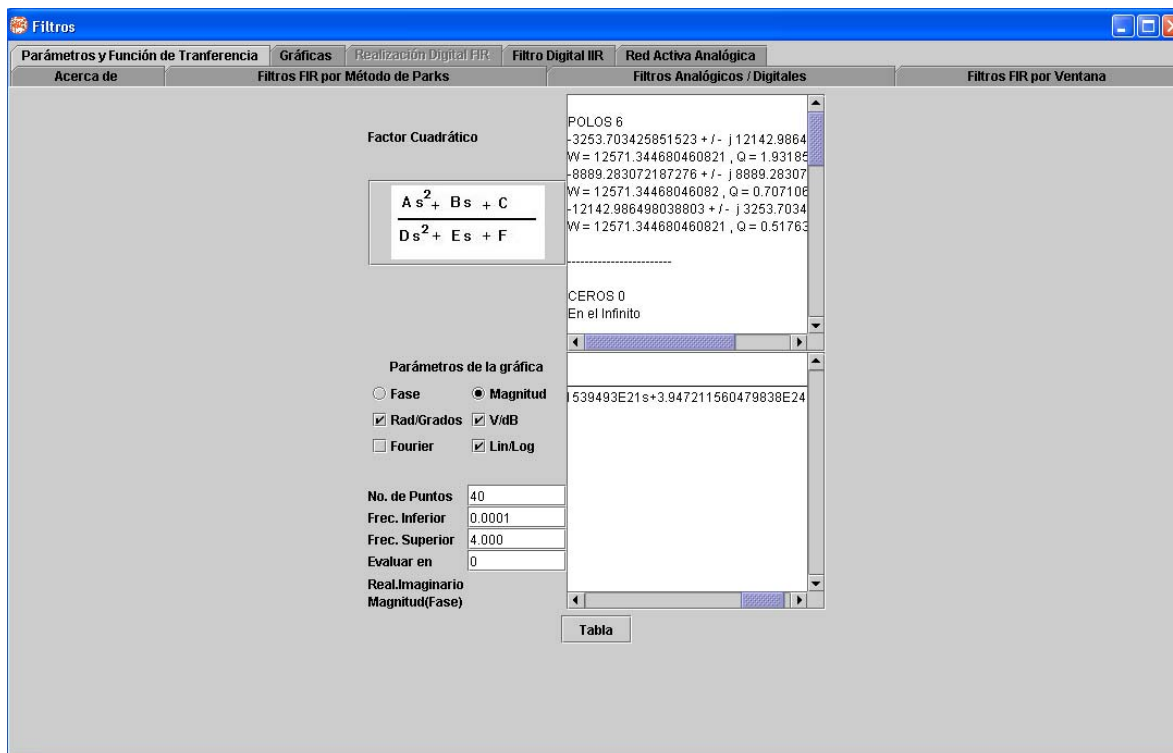 Filtros
Parámetros y Función de Tranferencia Gráficas Realización Digital FIR Filtro Digital IIR Red Activa Analógica
Acerca de Filtros FIR por Método de Parks Filtros Analógicos / Digitales Filtros FIR por Ventana
Factor Cuadrático
As²+ Bs + C
Ds²+ Es + F
POLOS 6
-3253.703425851523 + / - j 12142.9864
W = 12571.344680460821 , Q = 1.93185
-8889.283072187276 + / - j 8889.28307
W = 12571.34468046082 , Q = 0.707106
-12142.986498038803 + / - j 3253.7034
W = 12571.344680460821 , Q = 0.51763
------------------------
CEROS 0
En el Infinito
Parámetros de la gráfica
Fase Magnitud
Rad/Grados V/dB
Fourier Lin/Log
1539493E21s+3.947211560479838E24
No. de Puntos 40
Frec. Inferior 0.0001
Frec. Superior 4.000
Evaluar en 0
Real.Imaginario
Magnitud(Fase)
Tabla